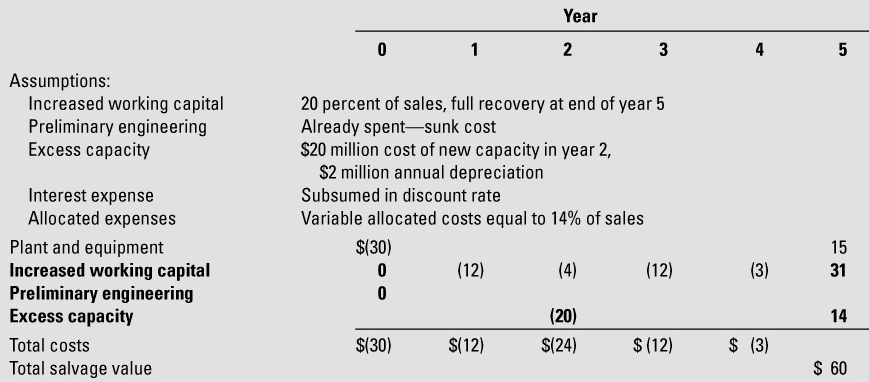 Year
0 1 2 3 4 5
Assumptions:
Increased working capital 20 percent of sales, full recovery at end of year 5
Preliminary engineering Already spent—sunk cost
Excess capacity $20 million cost of new capacity in year 2,
$2 million annual depreciation
Interest expense Subsumed in discount rate
Allocated expenses Variable allocated costs equal to 14% of sales
Plant and equipment $(30) 15
Increased working capital 0 (12) (4) (12) (3) 31
Preliminary engineering 0
Excess capacity (20) 14
Total costs $(30) $(12) $(24) $ (12) $ (3)
Total salvage value $ 60